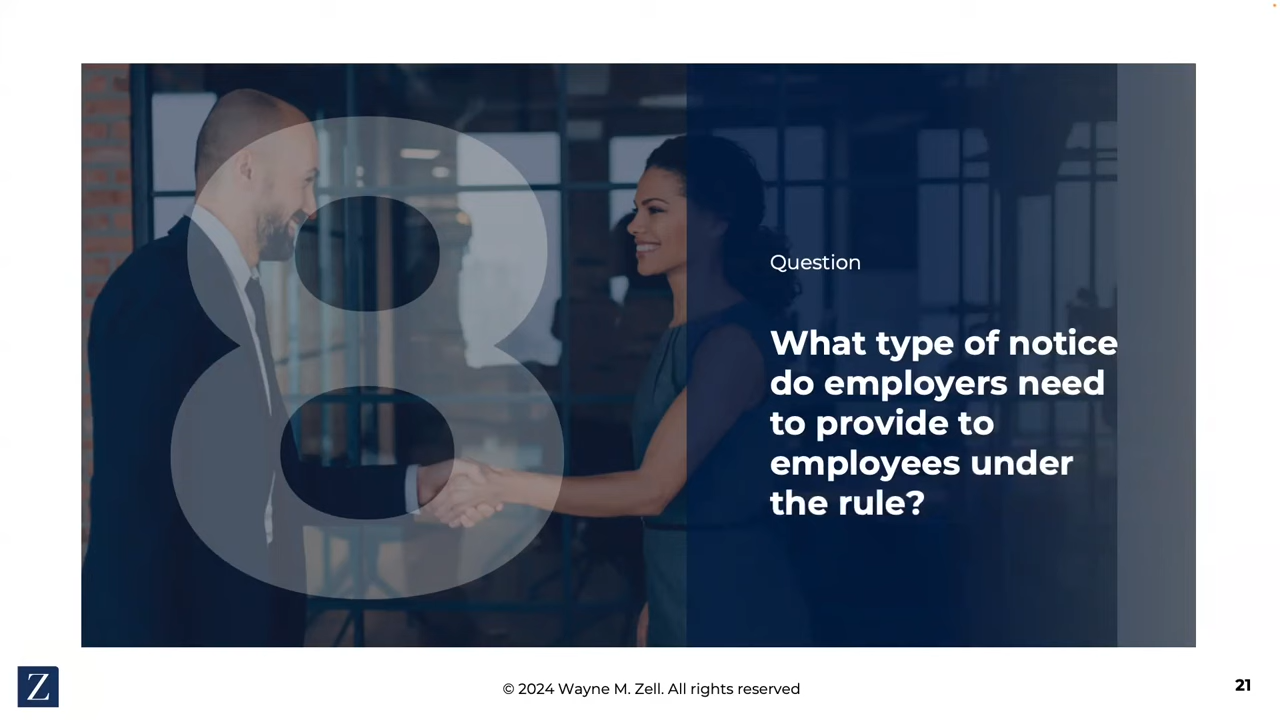 8
Question
What type of notice
do employers need
to provide to
employees under
the rule?
Z
© 2024 Wayne M. Zell. All rights reserved
21